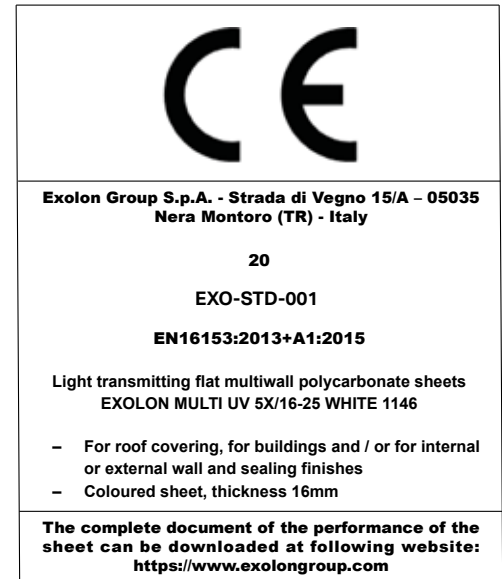 CE
Exolon Group S.p.A. - Strada di Vegno 15/A – 05035
Nera Montoro (TR) - Italy
20
EXO-STD-001
EN16153:2013+A1:2015
Light transmitting flat multiwall polycarbonate sheets
EXOLON MULTI UV 5X/16-25 WHITE 1146
– For roof covering, for buildings and / or for internal
or external wall and sealing finishes
– Coloured sheet, thickness 16mm
The complete document of the performance of the
sheet can be downloaded at following website:
https://www.exolongroup.com